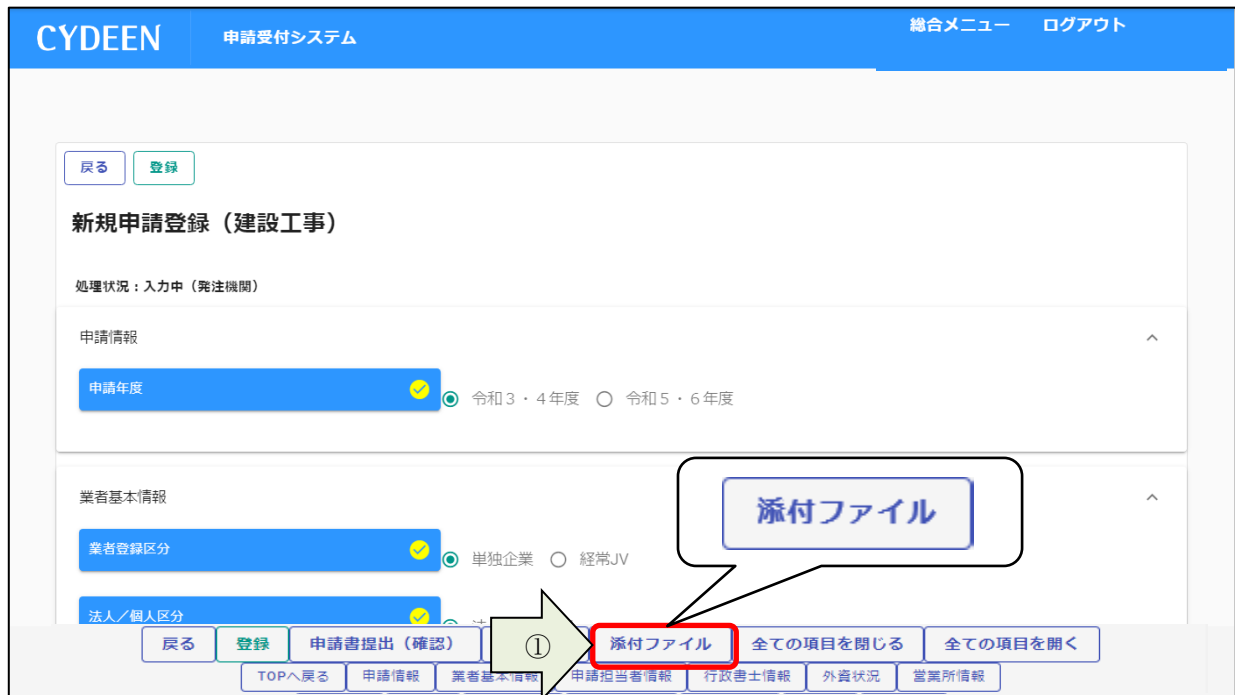 CYDEEN 申請受付システム 総合メニュー ログアウト
戻る 登録
新規申請登録（建設工事）
処理状況：入力中（発注機関）
申請情報
申請年度 令和３・４年度 令和５・６年度
業者基本情報
添付ファイル
業者登録区分 単独企業 経常JV
法人／個人区分
戻る 登録 申請書提出（確認） ① 添付ファイル 全ての項目を閉じる 全ての項目を開く
TOPへ戻る 申請情報 業者基本情報 申請担当者情報 行政書士情報 外資状況 営業所情報